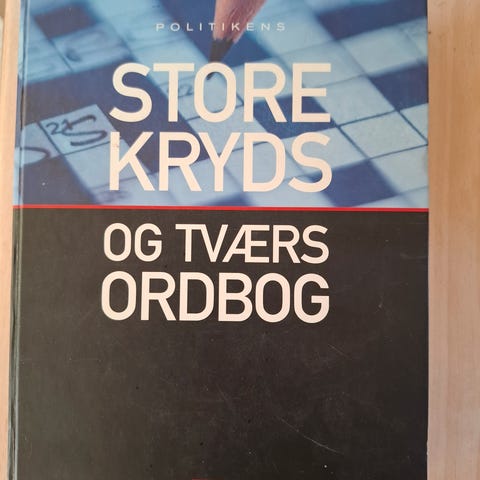 POLITIKENS
STORE
KRYDS
OG TVÆRS
ORDBOG